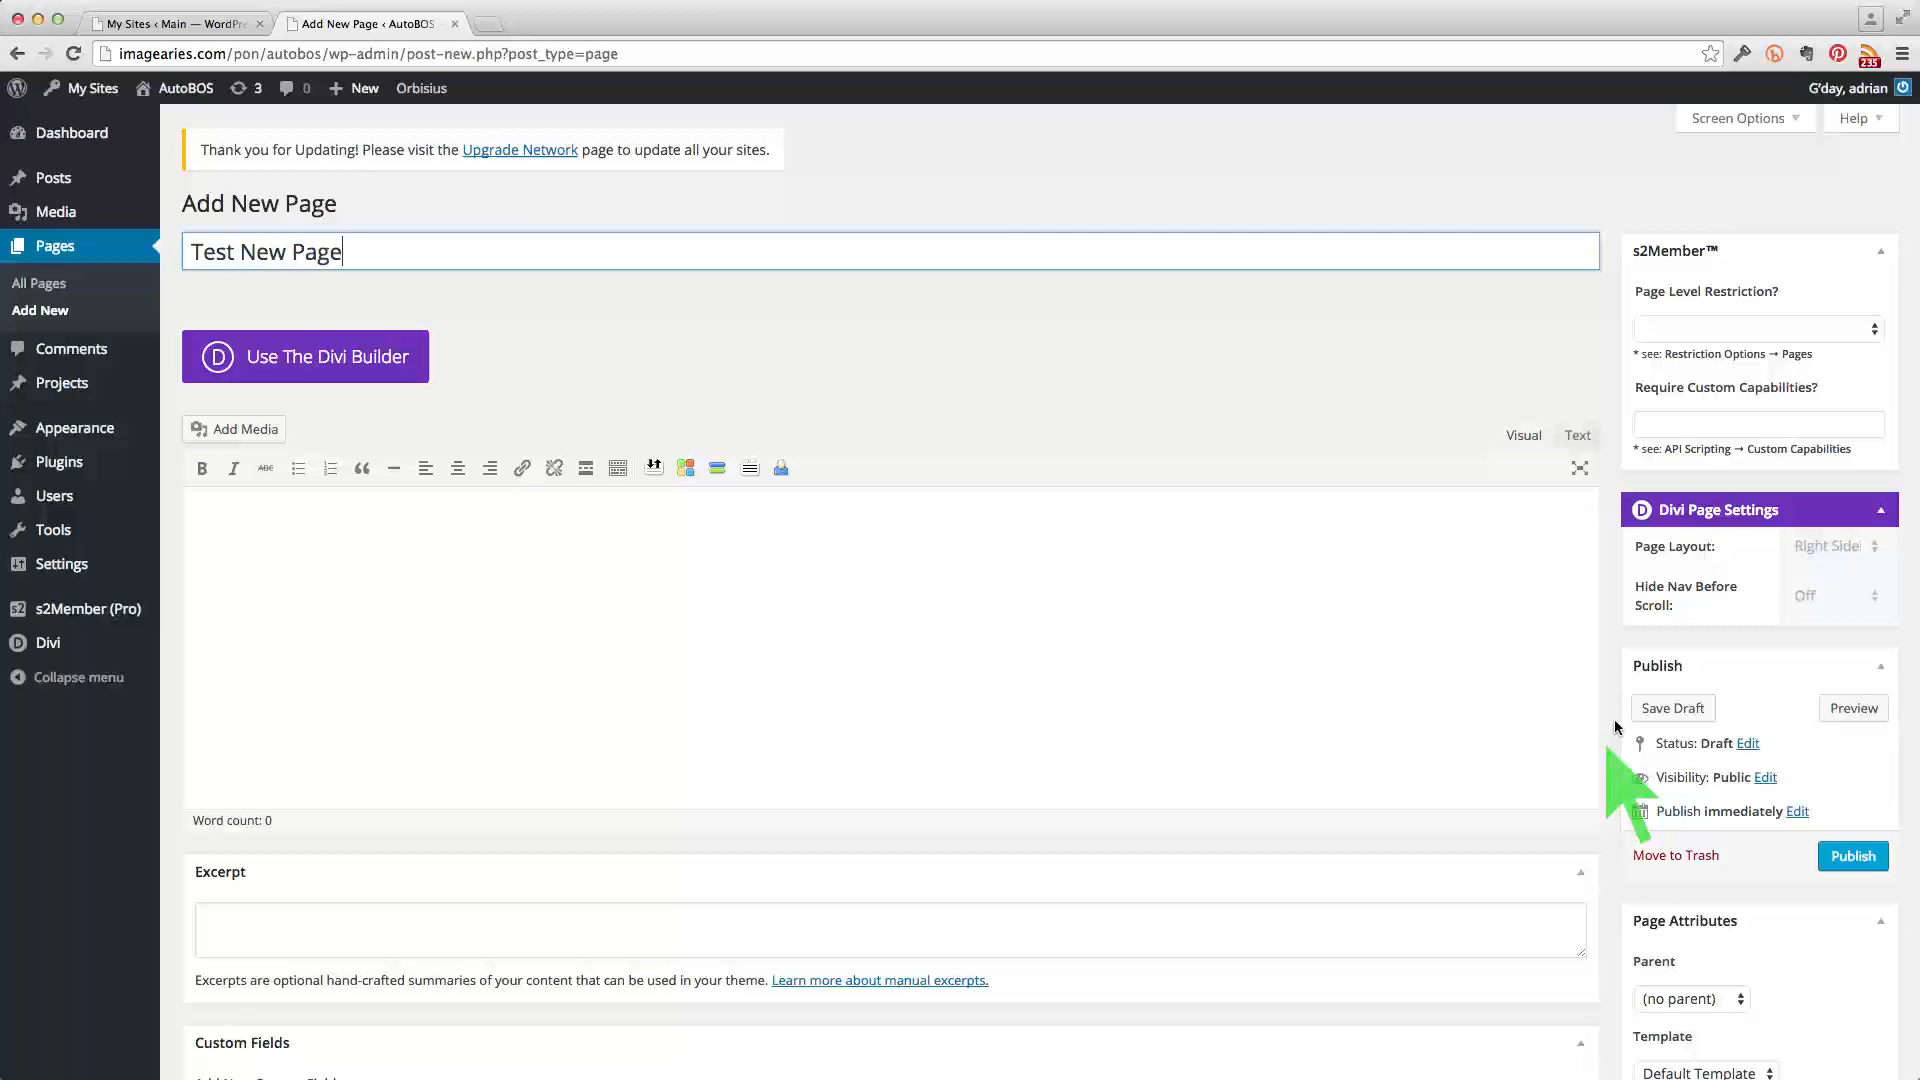 My Sites ‹ Main — WordPr
Add New Page ‹ AutoBOS
imagearies.com/pon/autobos/wp-admin/post-new.php?post_type=page
235
My Sites
AutoBOS
3
0
New
Orbisius
G'day, adrian
Dashboard
Posts
Media
Pages
All Pages
Add New
Comments
Projects
Appearance
Plugins
Users
Tools
Settings
s2 s2Member (Pro)
D Divi
Collapse menu
Screen Options
Help
Thank you for Updating! Please visit the Upgrade Network page to update all your sites.
Add New Page
Test New Page
D Use The Divi Builder
Add Media
Visual
Text
B I ABC
Word count: 0
Excerpt
Excerpts are optional hand-crafted summaries of your content that can be used in your theme. Learn more about manual excerpts.
Custom Fields
s2Member™
Page Level Restriction?
* see: Restriction Options → Pages
Require Custom Capabilities?
* see: API Scripting → Custom Capabilities
D Divi Page Settings
Page Layout:
Right Side
Hide Nav Before
Scroll:
Off
Publish
Save Draft
Preview
Status: Draft Edit
Visibility: Public Edit
Publish immediately Edit
Move to Trash
Publish
Page Attributes
Parent
(no parent)
Template
Default Template